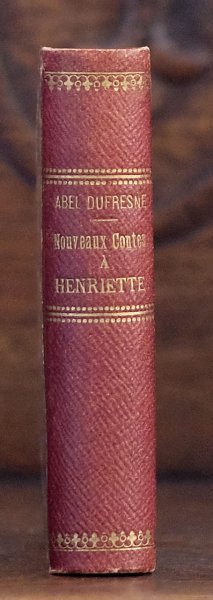 ABEL DUFRESNE
Nouveaux Contes
À
HENRIETTE